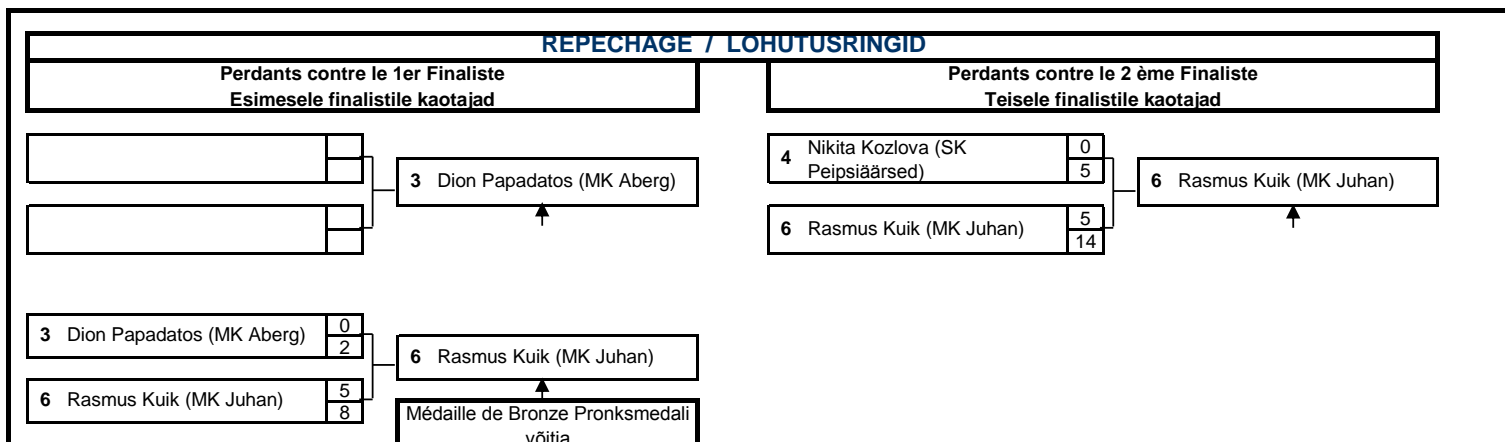 REPECHAGE / LOHUTUSRINGID
Perdants contre le 1er Finaliste
Esimesele finalistile kaotajad
Perdants contre le 2 ème Finaliste
Teisele finalistile kaotajad
3 Dion Papadatos (MK Aberg)
4 Nikita Kozlova (SK
Peipsiäärsed)
0
5
6 Rasmus Kuik (MK Juhan)
5
14
6 Rasmus Kuik (MK Juhan)
3 Dion Papadatos (MK Aberg)
0
2
6 Rasmus Kuik (MK Juhan)
5
8
6 Rasmus Kuik (MK Juhan)
Médaille de Bronze Pronksmedali
võitja